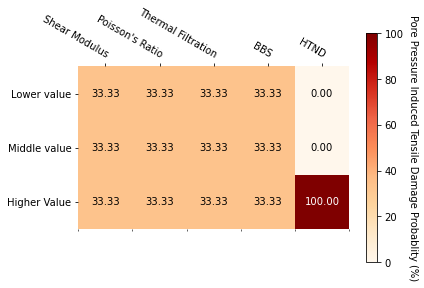 Shear Modulus
Poisson's Ratio
Thermal Filtration
BBS
HTND
Lower value 33.33 33.33 33.33 33.33 0.00
Middle value 33.33 33.33 33.33 33.33 0.00
Higher Value 33.33 33.33 33.33 33.33 100.00
100
80
60
40
20
0
Pore Pressure Induced Tensile Damage Probablity (%)